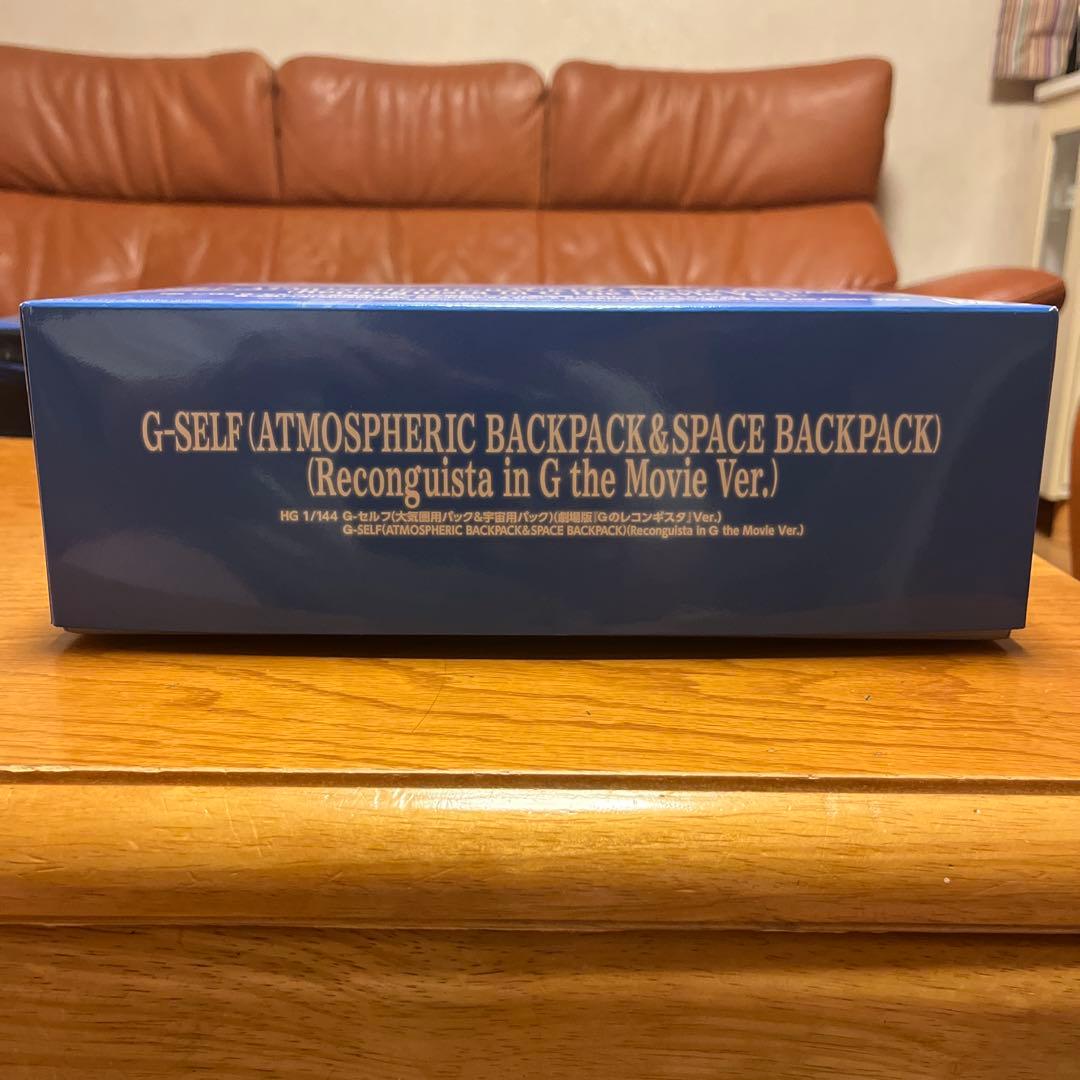 G-SELF(ATMOSPHERIC BACKPACK&SPACE BACKPACK)
(Reconguista in G the Movie Ver.)
HG 1/144 G-セルフ(大気圏用パック&宇宙用パック)(劇場版『Gのレコンギスタ』Ver.)
G-SELF(ATMOSPHERIC BACKPACK&SPACE BACKPACK)(Reconguista in G the Movie Ver.)